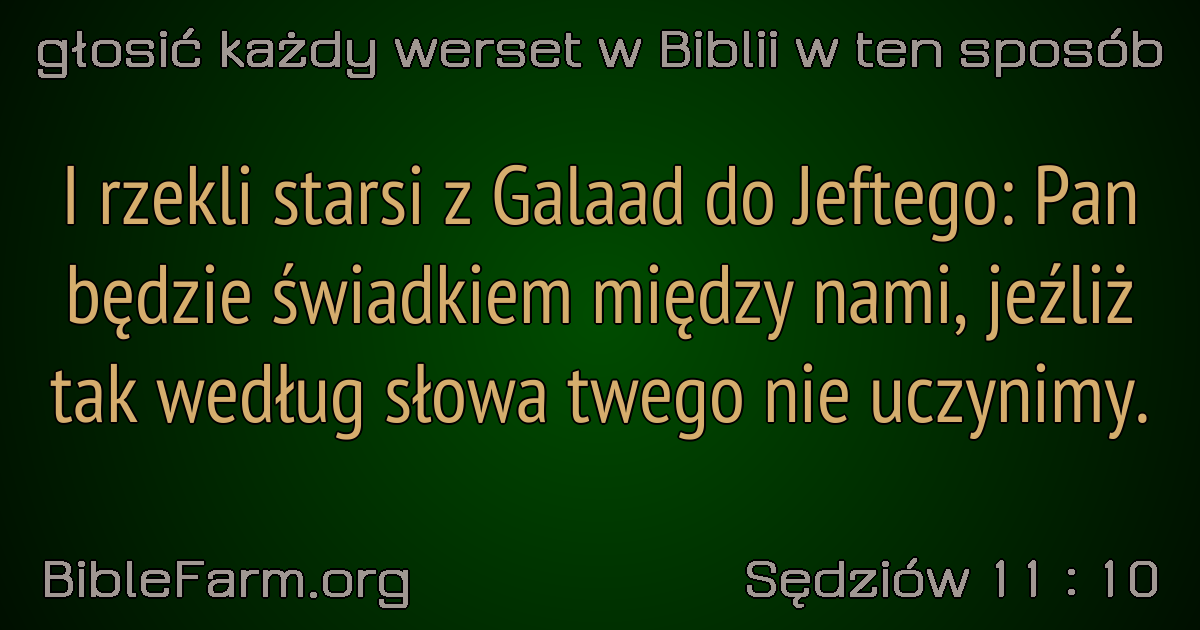 głosić każdy werset w Biblii w ten sposób
I rzekli starsi z Galaad do Jeftego: Pan
będzie świadkiem między nami, jeźliż
tak według słowa twego nie uczynimy.
BibleFarm.org
Sędziów 11 : 10